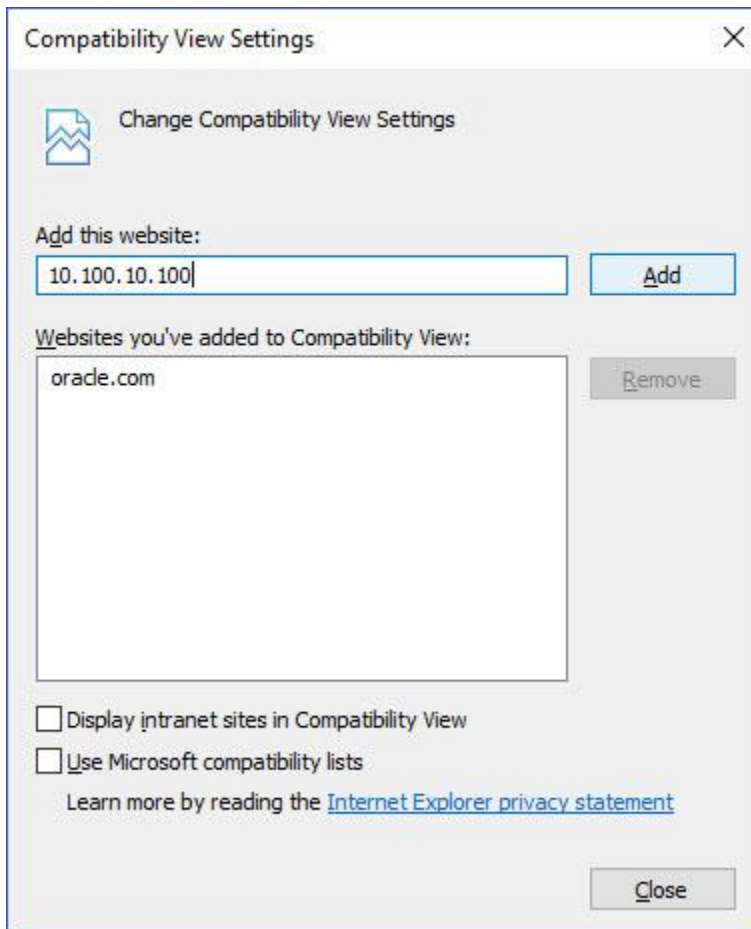 Compatibility View Settings
Change Compatibility View Settings
Add this website:
10.100.10.100
Add
Websites you've added to Compatibility View:
oracle.com
Remove
Display intranet sites in Compatibility View
Use Microsoft compatibility lists
Learn more by reading the Internet Explorer privacy statement
Close